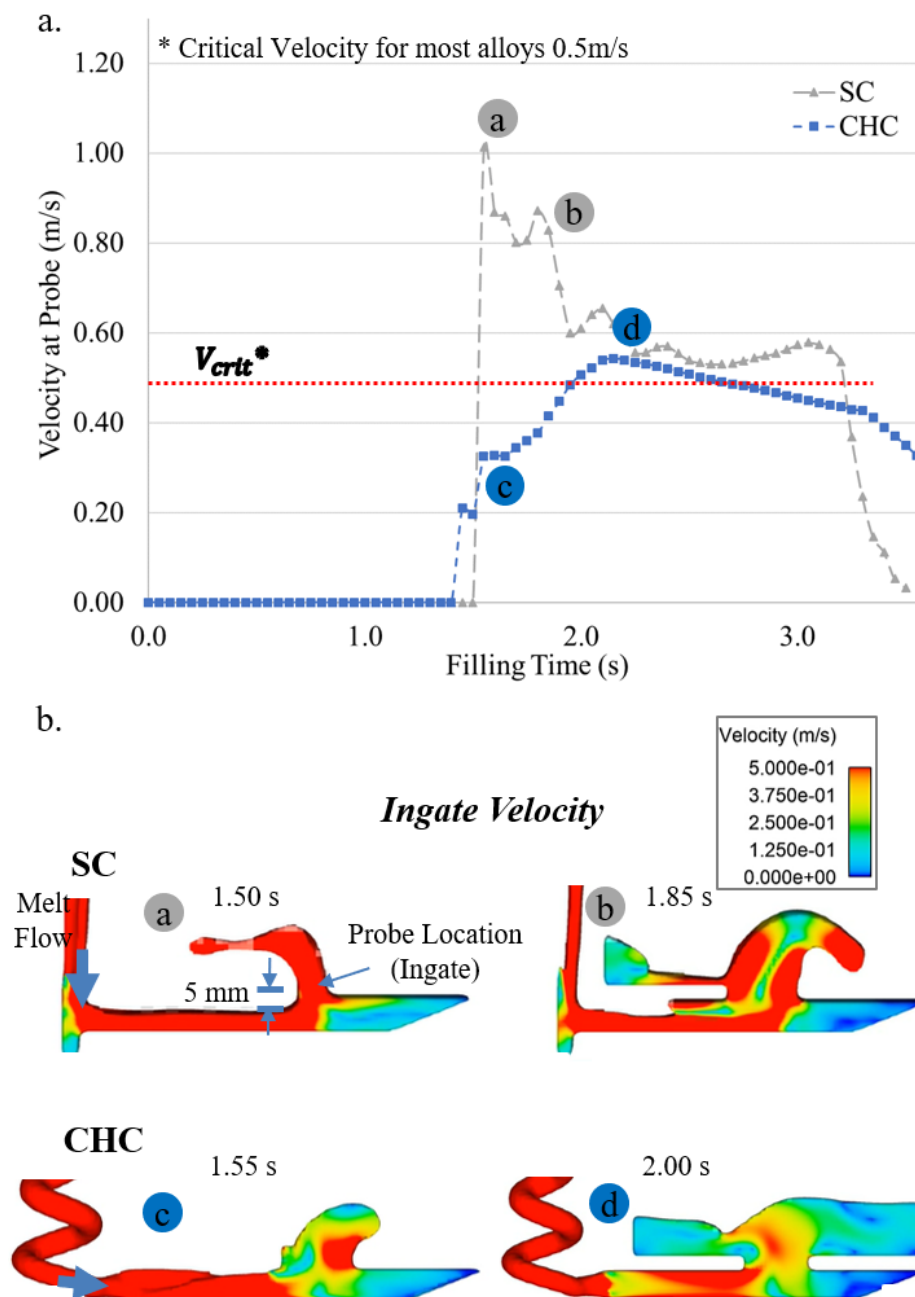 a.
* Critical Velocity for most alloys 0.5m/s
1.20
1.00
0.80
0.60
0.40
0.20
0.00
Velocity at Probe (m/s)
SC
CHC
a
b
d
c
Vcrit*
0.0
1.0
2.0
3.0
Filling Time (s)
b.
Velocity (m/s)
5.000e-01
3.750e-01
2.500e-01
1.250e-01
0.000e+00
Ingate Velocity
SC
Melt
Flow
a
1.50 s
Probe Location
(Ingate)
5 mm
b
1.85 s
CHC
1.55 s
c
2.00 s
d